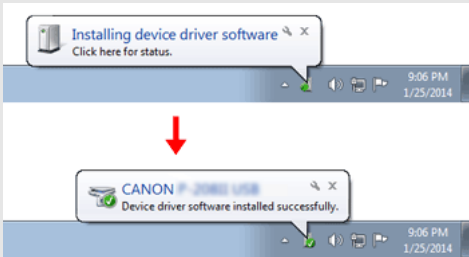 Installing device driver software
Click here for status.
9:06 PM
1/25/2014
CANON
Device driver software installed successfully.
9:06 PM
1/25/2014